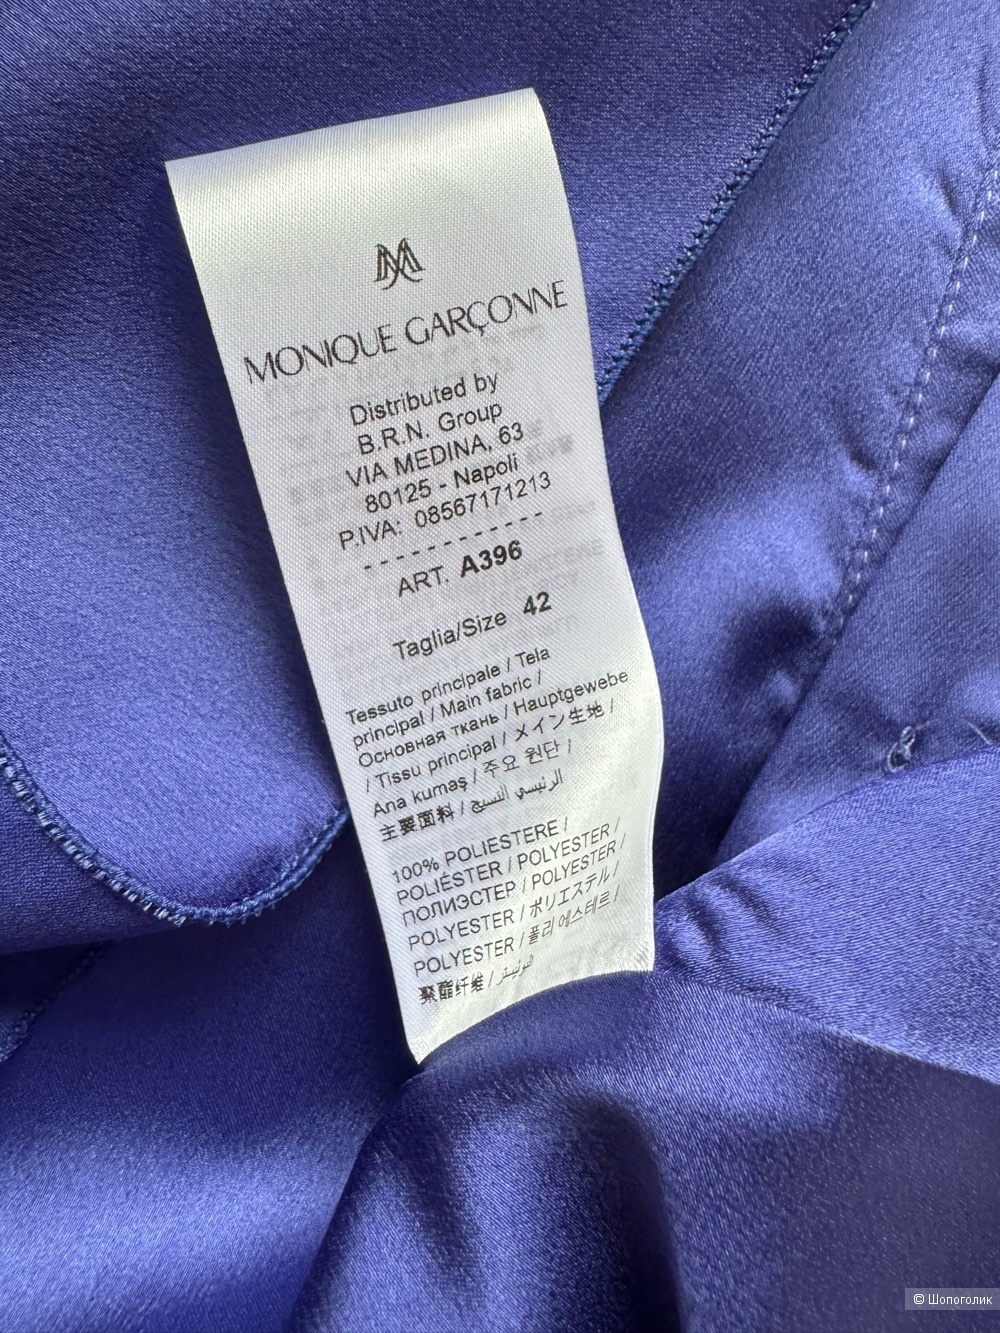 M
MONIQUE GARÇONNE
Distributed by
B.R.N. Group
VIA MEDINA, 63
80125 - Napoli
P.IVA: 08567171213
- - - - - - - - - - -
ART. A396
Taglia/Size 42
Tessuto principale / Tela
principal / Main fabric /
Основная ткань / Hauptgewebe
/ Tissu principal / メイン生地 /
Ana kumaş / 주요 원단 /
主要面料 / الرئيسي النسيج
100% POLIESTERE /
POLIÉSTER / POLYESTER /
ПОЛИЭСТЕР / POLYESTER /
POLYESTER / ポリエステル /
POLYESTER / 폴리 에스테르 /
聚酯纤维 / البوليستر
© Шопоголик